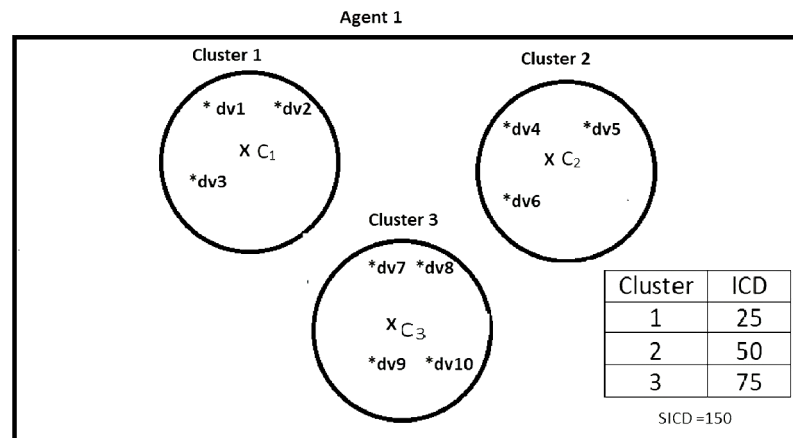 Agent 1
Cluster 1
* dv1 *dv2
X C₁
*dv3
Cluster 2
*dv4 *dv5
X C₂
*dv6
Cluster 3
*dv7 *dv8
X C₃
*dv9 *dv10
Cluster ICD
1 25
2 50
3 75
SICD =150